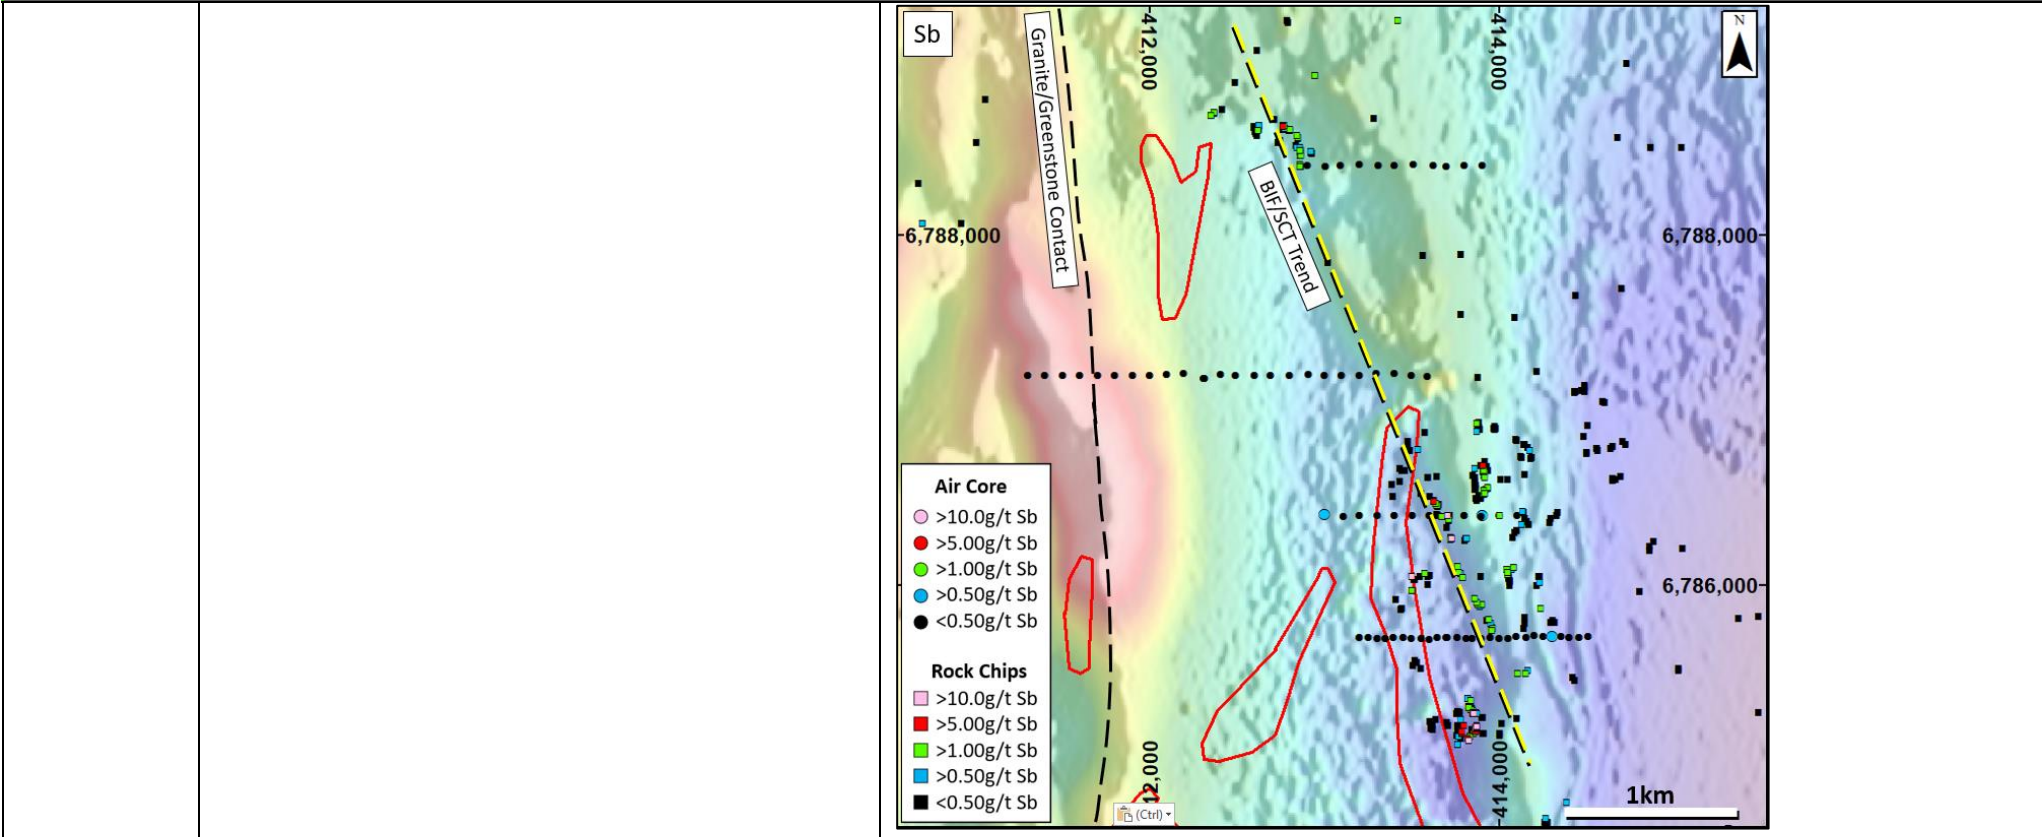 Sb
N
412,000
414,000
Granite/Greenstone Contact
BIF/SCT Trend
6,788,000
6,788,000
Air Core
>10.0g/t Sb
>5.00g/t Sb
>1.00g/t Sb
>0.50g/t Sb
<0.50g/t Sb
Rock Chips
>10.0g/t Sb
>5.00g/t Sb
>1.00g/t Sb
>0.50g/t Sb
<0.50g/t Sb
6,786,000
12,000
414,000
1km
(Ctrl)